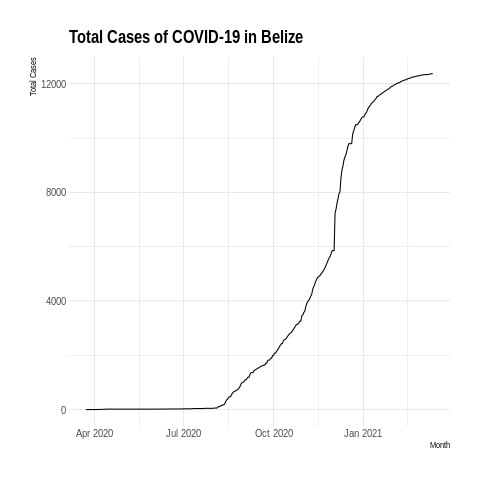 Total Cases of COVID-19 in Belize
Total Cases
12000
8000
4000
0
Apr 2020 Jul 2020 Oct 2020 Jan 2021
Month